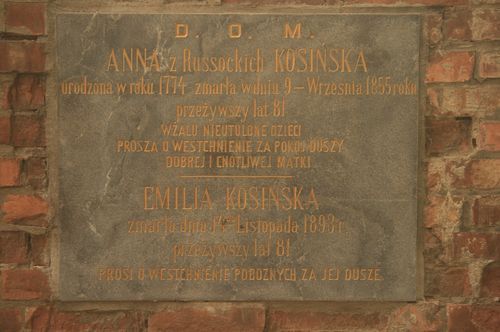 D. O. M.
ANNA z Russockich KOSIŃSKA
urodzona w roku 1774 zmarła w dniu 9 – Września 1855 roku
przeżywszy lat 81
W ŻALU NIEUTULONE DZIECI
PROSZĄ O WESTCHNIENIE ZA POKÓJ DUSZY
DOBREJ I CNOTLIWEJ MATKI
EMILIA KOSIŃSKA
zmarła dnia 14go Listopada 1893 r.
przeżywszy lat 81
PROSI O WESTCHNIENIE POBOŻNYCH ZA JEJ DUSZĘ